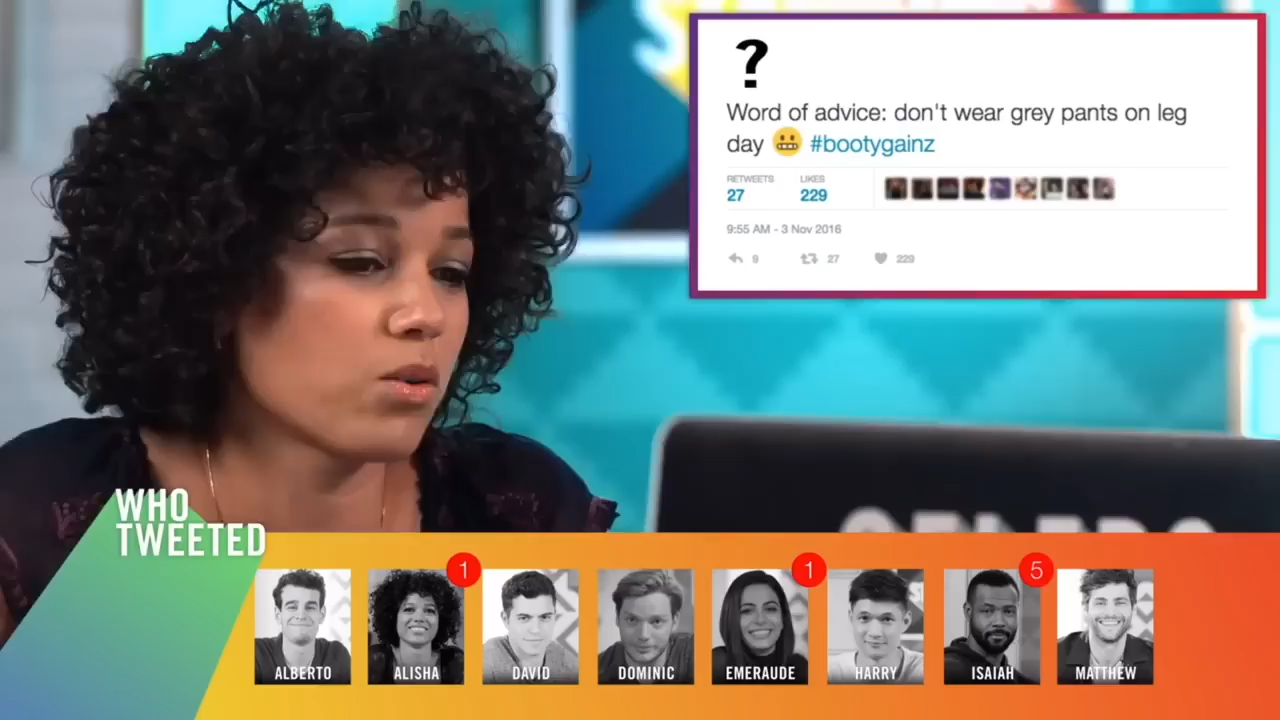 ?
Word of advice: don't wear grey pants on leg
day 😬 #bootygainz
RETWEETS LIKES
27 229
9:55 AM - 3 Nov 2016
9 27 229
WHO
TWEETED
1 1 5
ALBERTO ALISHA DAVID DOMINIC EMERAUDE HARRY ISAIAH MATTHEW